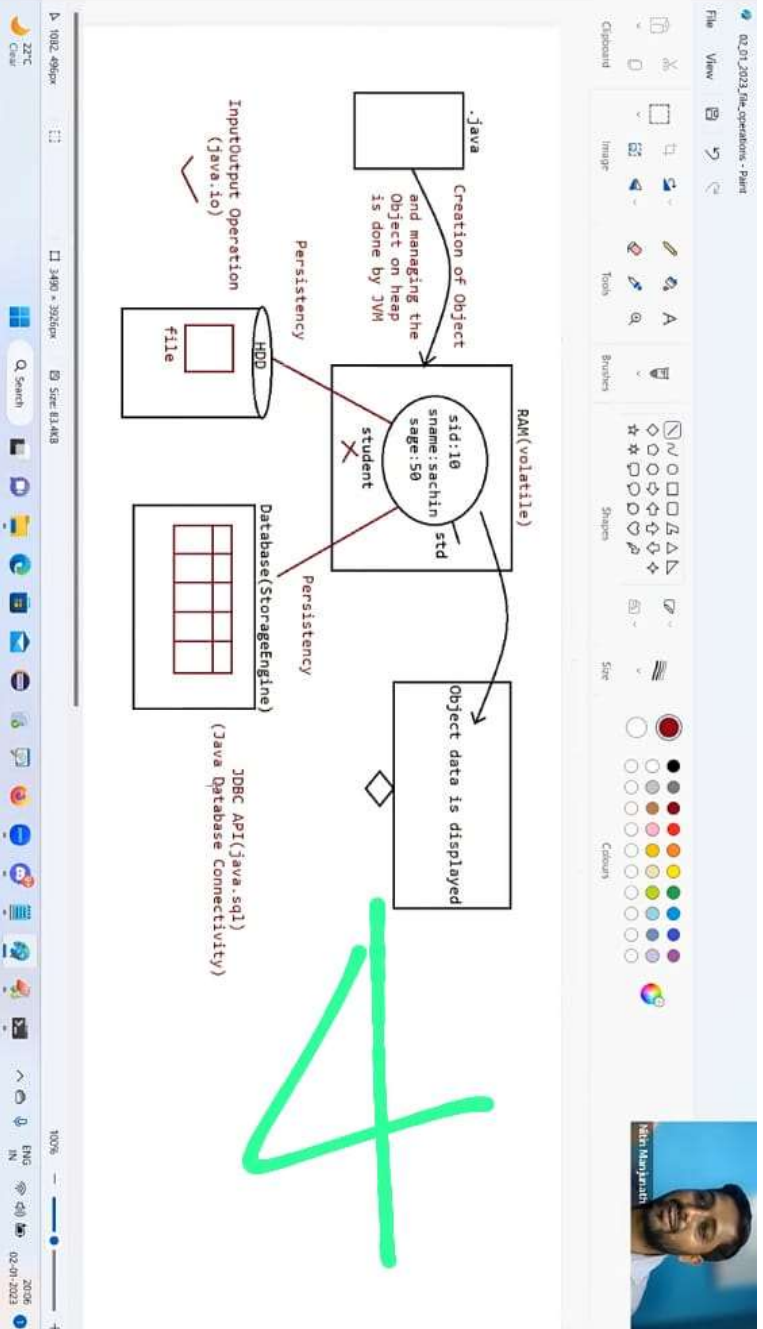 02_01_2023_file_operations - Paint
File View
Clipboard
Image
Tools
Brushes
Shapes
Size
Colours
Nitin Manjunath
RAM(volatile)
.java
Creation of Object
and managing the
Object on heap
is done by JVM
sid:10
sname:sachin
sage:50
std
student
Object data is displayed
Persistency
Persistency
InputOutput Operation
(java.io)
HDD
file
Database(StorageEngine)
JDBC API(java.sql)
(Java Database Connectivity)
4
1082, 496px
3490 × 3926px
Size: 83.4KB
100%
22°C
Clear
Search
ENG
IN
20:06
02-01-2023